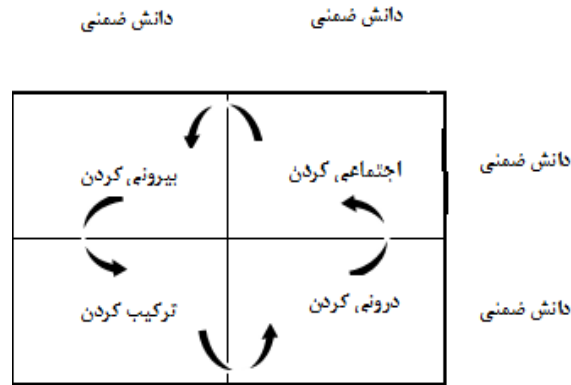 دانش ضمنی
دانش ضمنی
اجتماعی کردن
بیرونی کردن
دانش ضمنی
درونی کردن
ترکیب کردن
دانش ضمنی